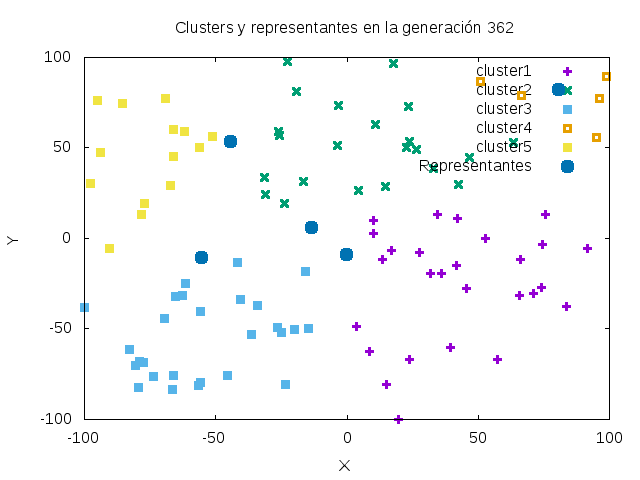 Clusters y representantes en la generación 362
cluster1
cluster2
cluster3
cluster4
cluster5
Representantes
100
50
0
-50
-100
Y
-100 -50 0 50 100
X